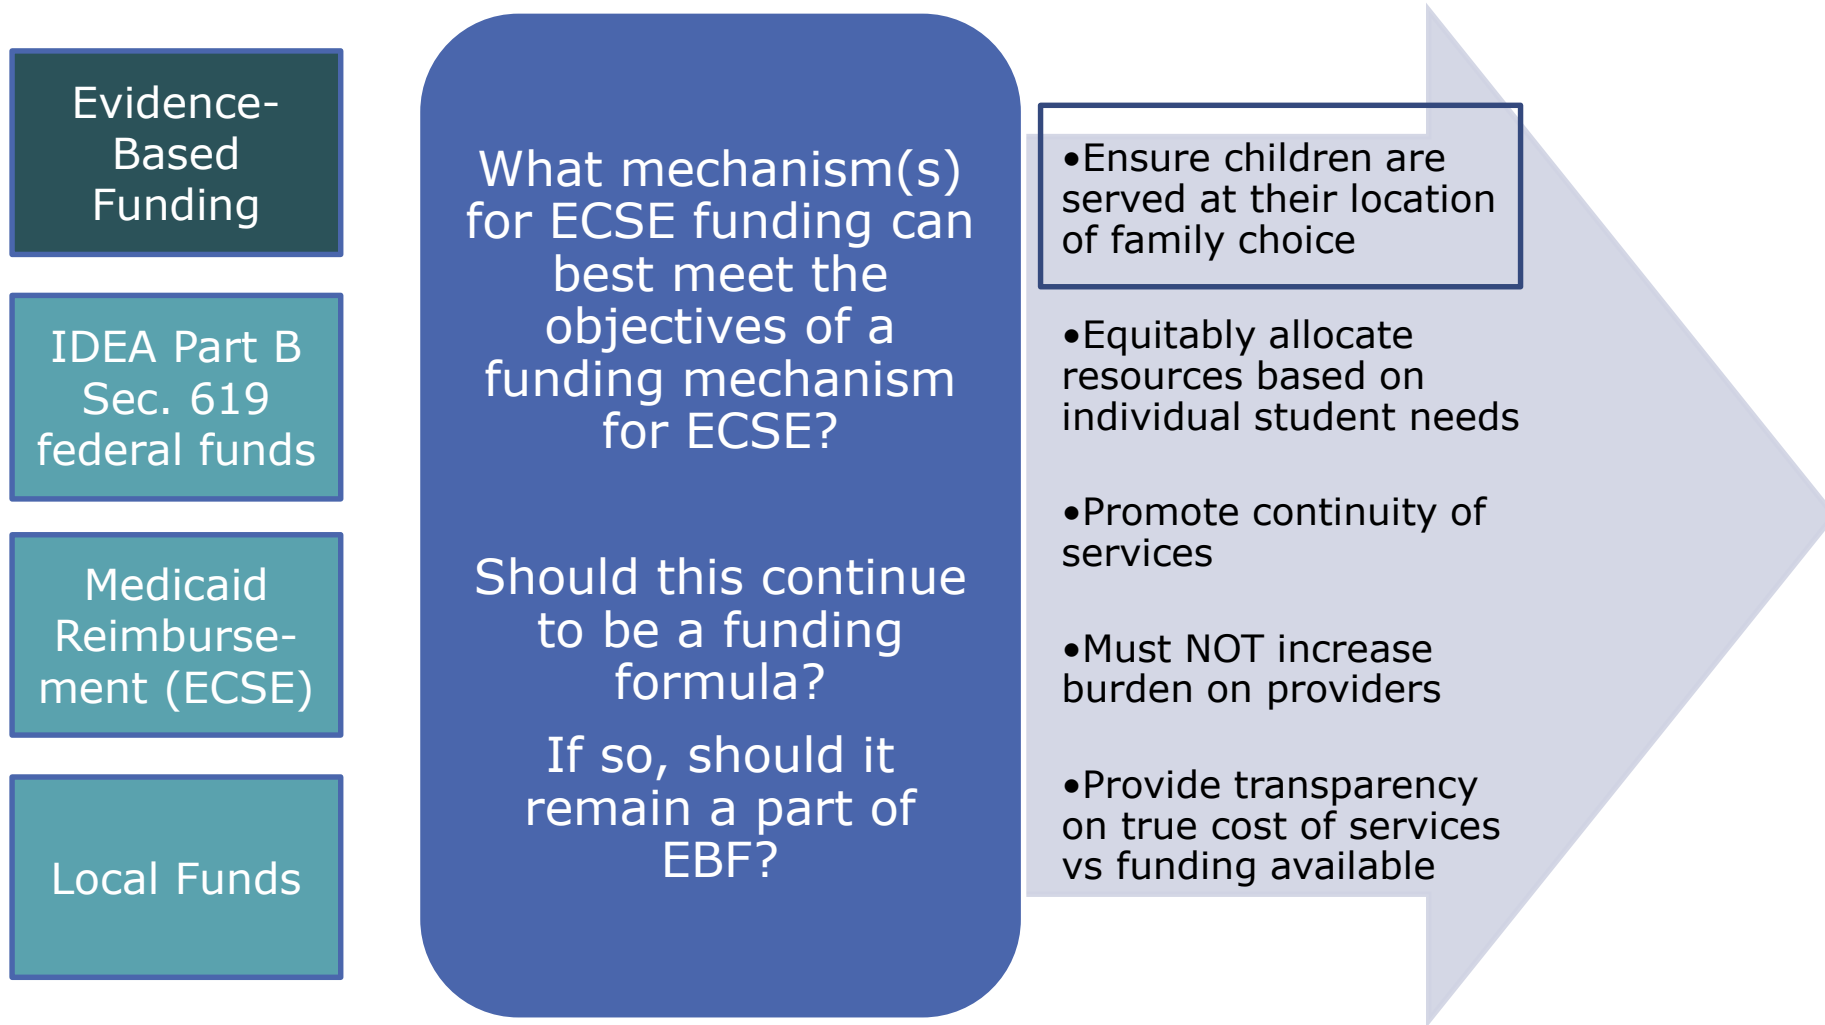 Evidence-
Based
Funding
IDEA Part B
Sec. 619
federal funds
Medicaid
Reimburse-
ment (ECSE)
Local Funds
What mechanism(s)
for ECSE funding can
best meet the
objectives of a
funding mechanism
for ECSE?
Should this continue
to be a funding
formula?
If so, should it
remain a part of
EBF?
•Ensure children are
served at their location
of family choice
•Equitably allocate
resources based on
individual student needs
•Promote continuity of
services
•Must NOT increase
burden on providers
•Provide transparency
on true cost of services
vs funding available